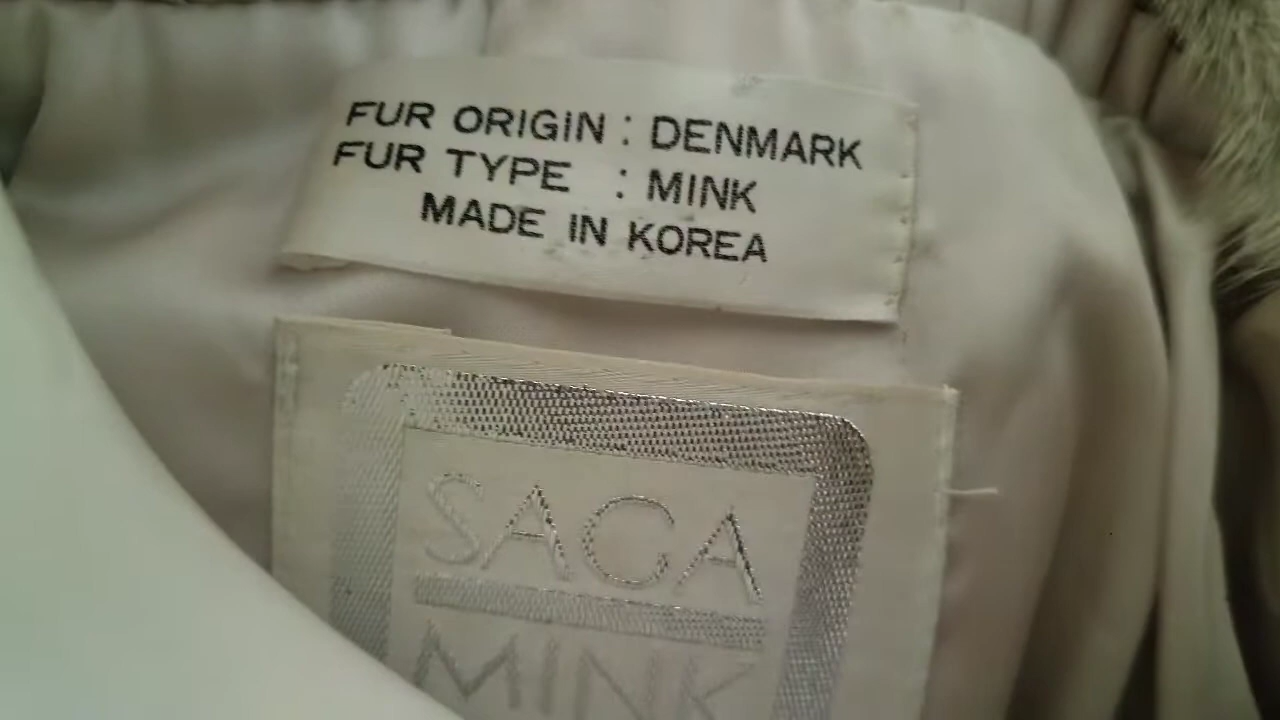 FUR ORIGIN : DENMARK
FUR TYPE : MINK
MADE IN KOREA
SAGA
MINK